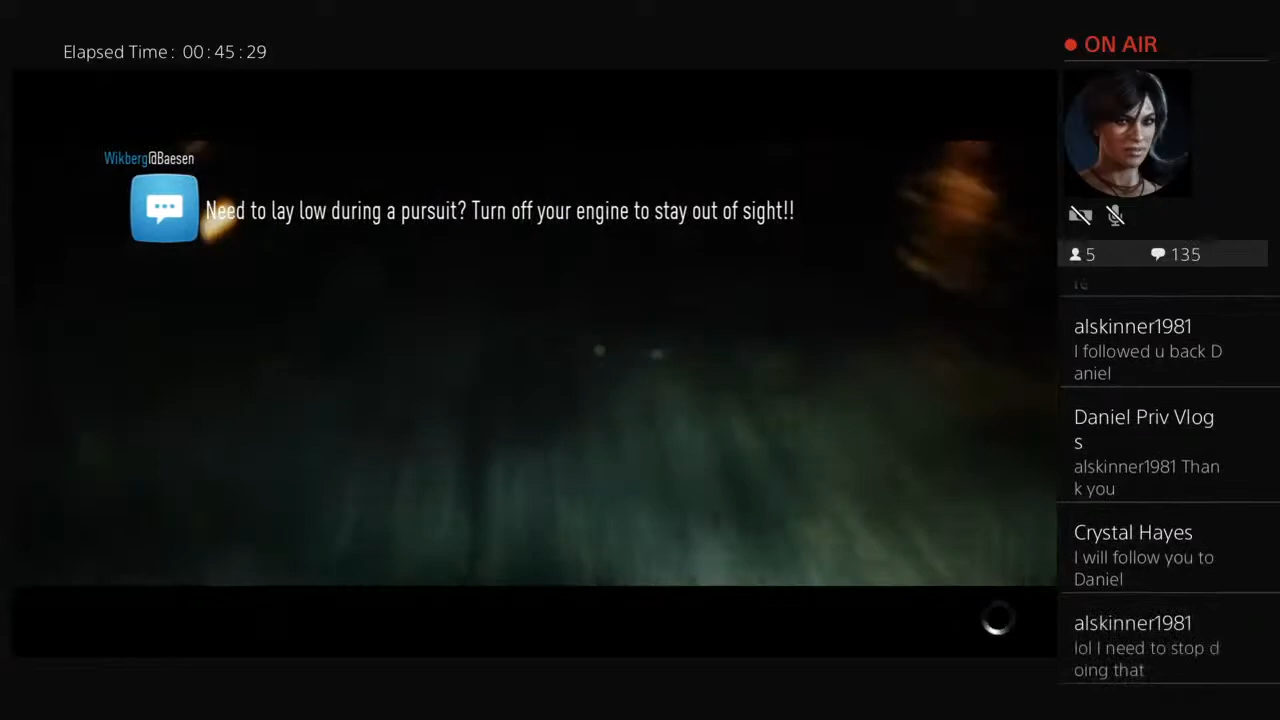 Elapsed Time: 00:45:29
ON AIR
Wikberg@Baesen
Need to lay low during a pursuit? Turn off your engine to stay out of sight!!
5 135
re
alskinner1981
I followed u back D
aniel
Daniel Priv Vlog
s
alskinner1981 Than
k you
Crystal Hayes
I will follow you to
Daniel
alskinner1981
lol I need to stop d
oing that